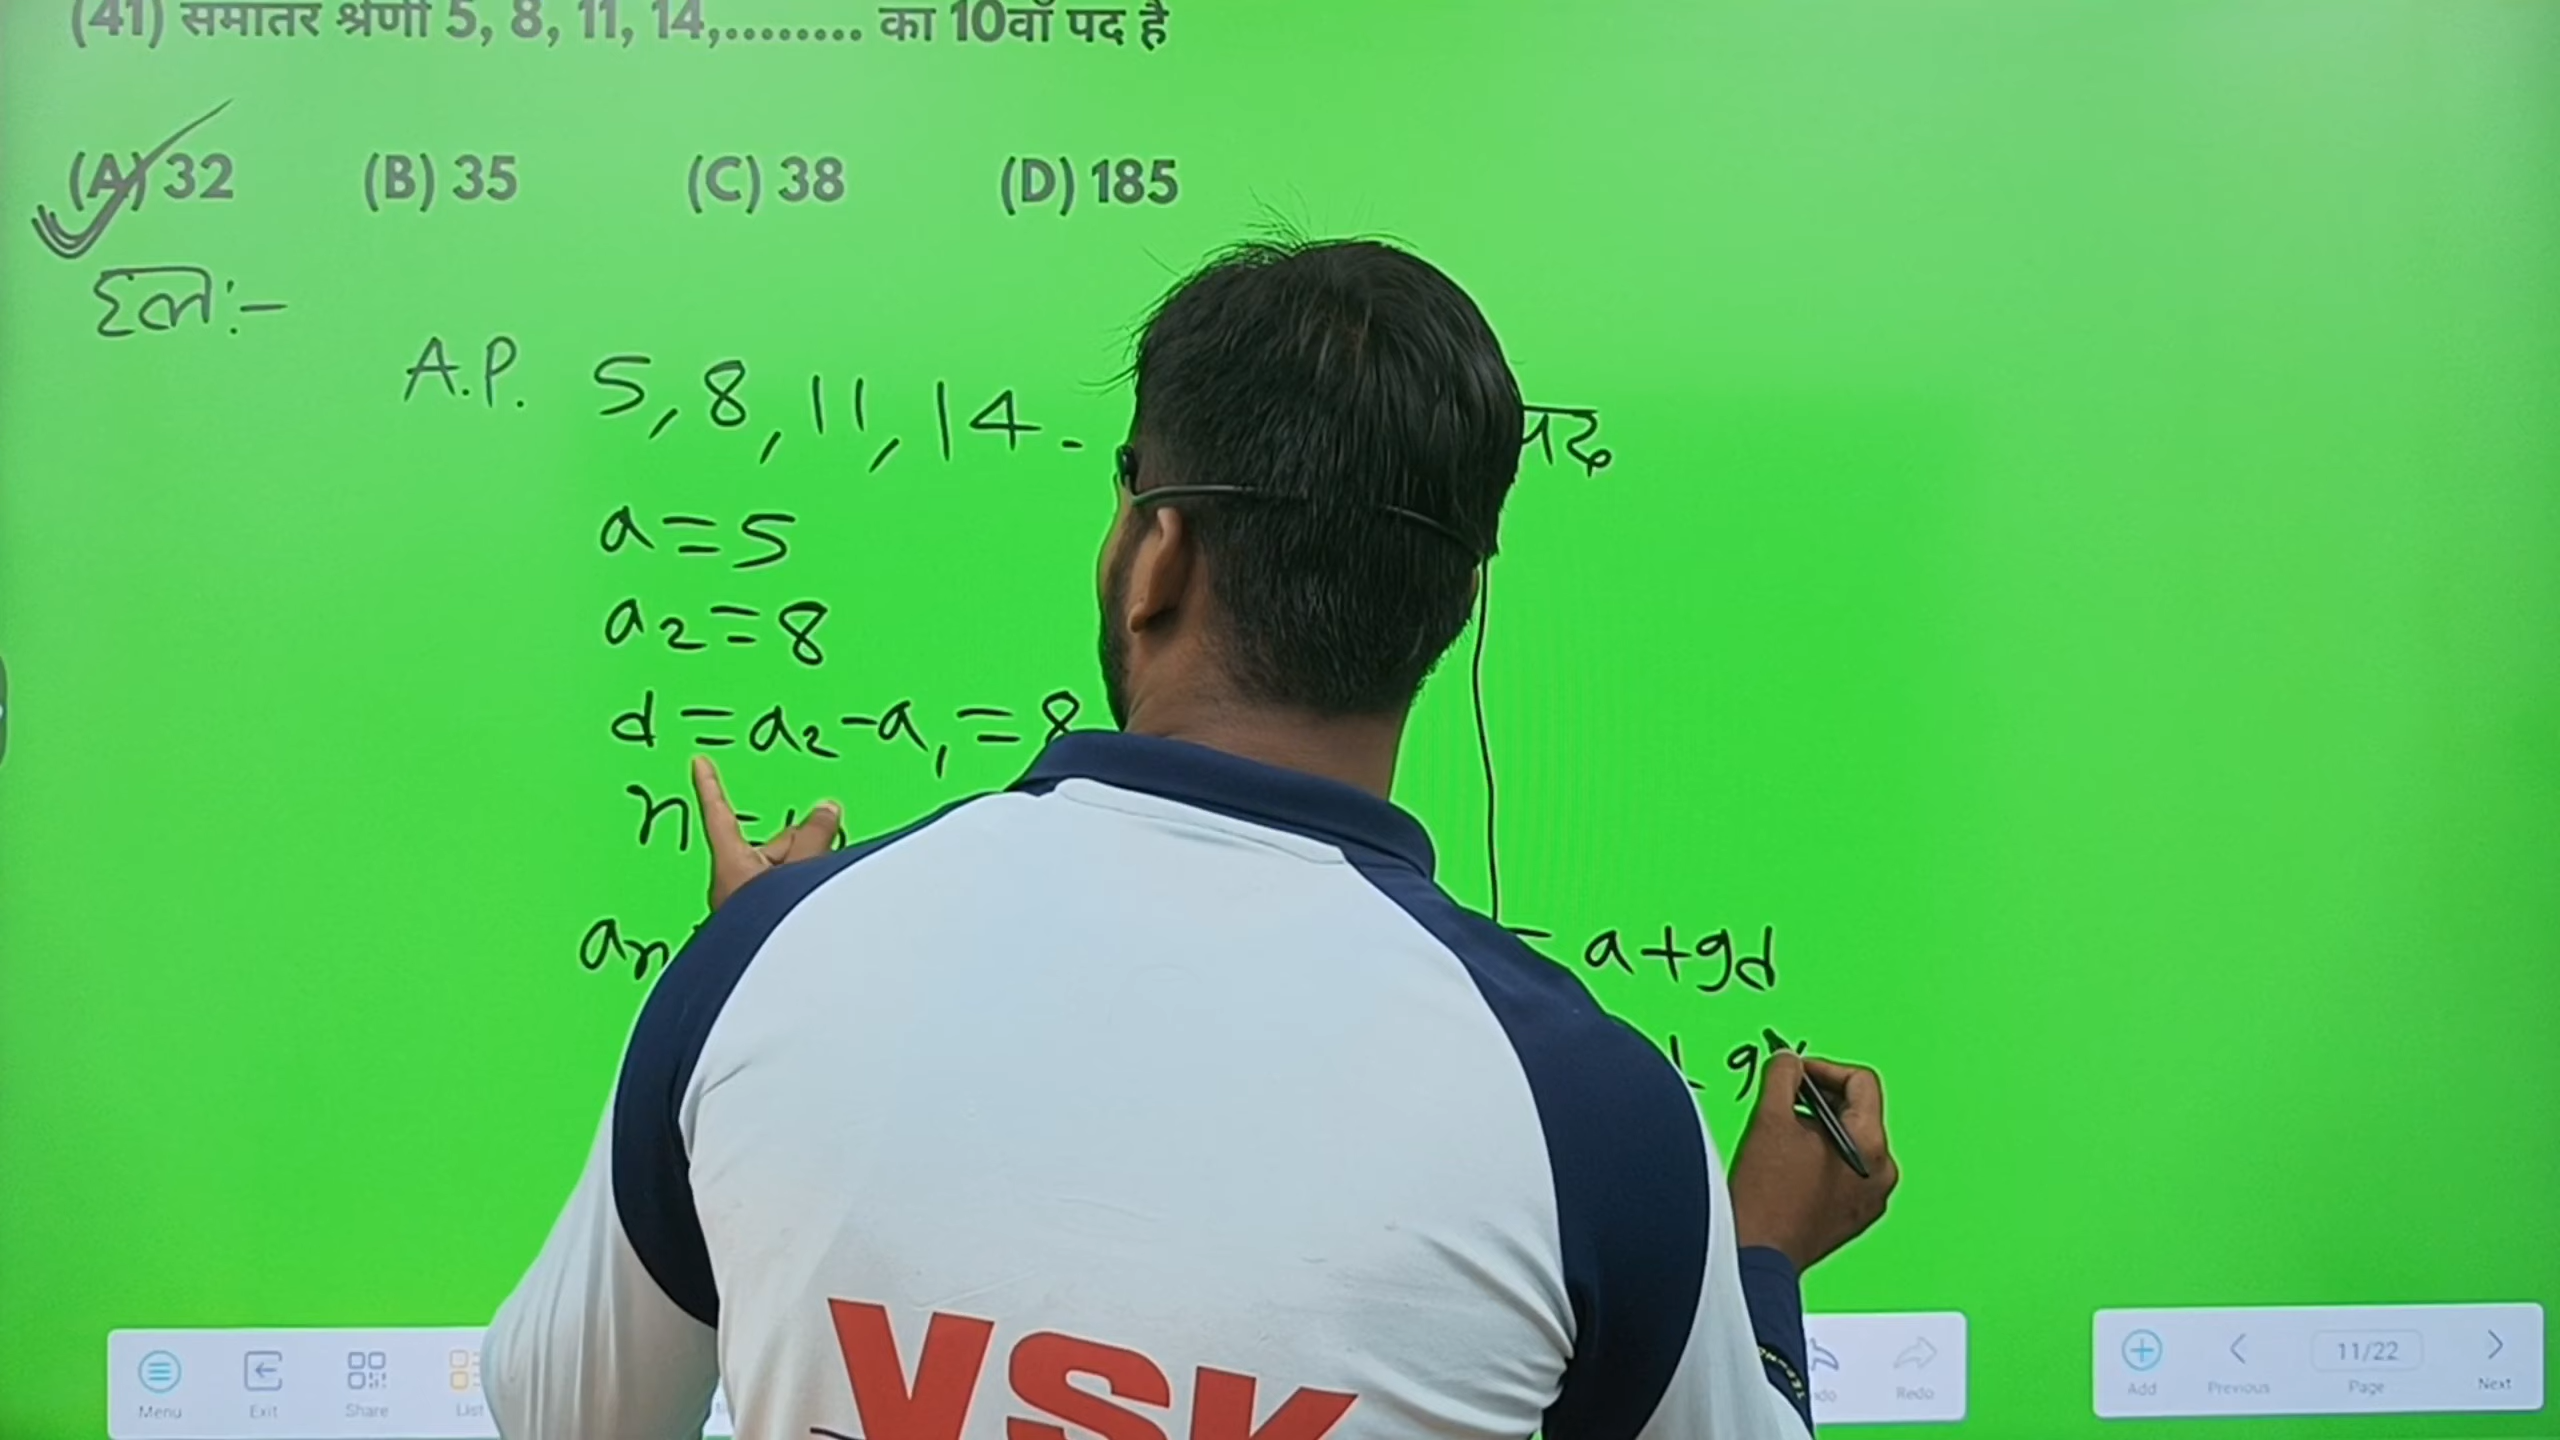 (41) समांतर श्रेणी 5, 8, 11, 14,........ का 10वाँ पद है
(A) 32 (B) 35 (C) 38 (D) 185
हल:-
A.P. 5, 8, 11, 14 - पद
a = 5
a2 = 8
d = a2 - a1 = 8
n = 10
an = a + 9d
+ 9
VSK
Menu Exit Share List Redo
Add Previous 11/22 Page Next